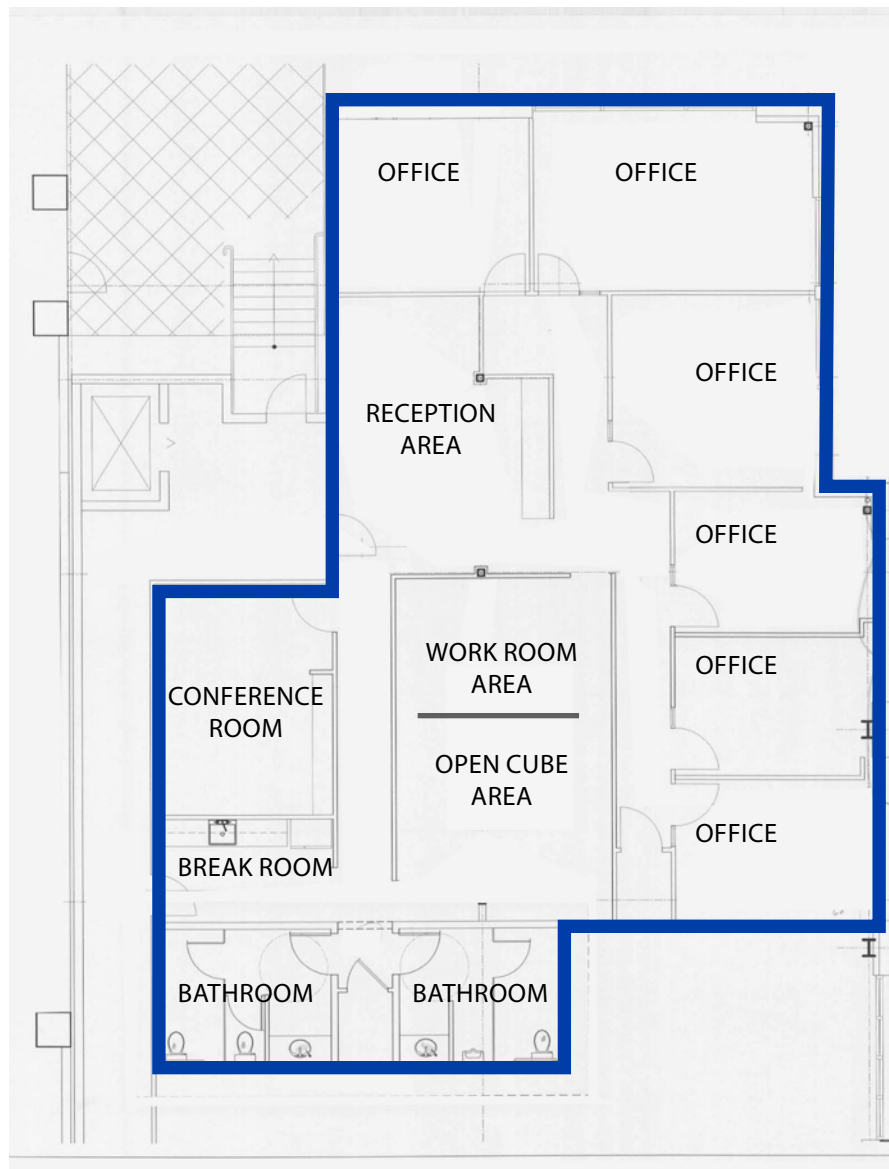 OFFICE
OFFICE
OFFICE
RECEPTION
AREA
OFFICE
WORK ROOM
AREA
OFFICE
CONFERENCE
ROOM
OPEN CUBE
AREA
OFFICE
BREAK ROOM
BATHROOM
BATHROOM